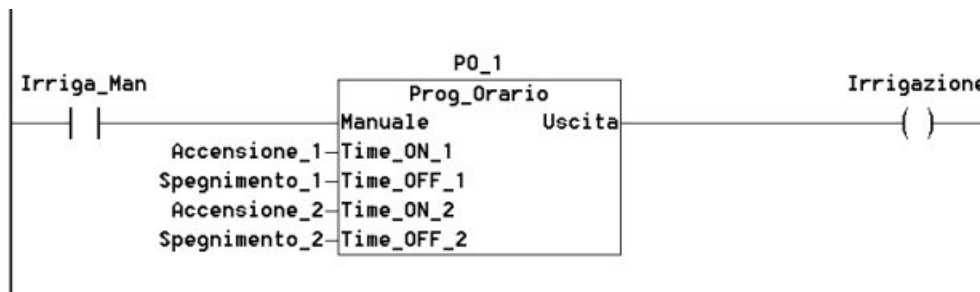 PO_1
Irriga_Man
Prog_Orario
Irrigazione
Manuale Uscita
Accensione_1 Time_ON_1
Spegnimento_1 Time_OFF_1
Accensione_2 Time_ON_2
Spegnimento_2 Time_OFF_2